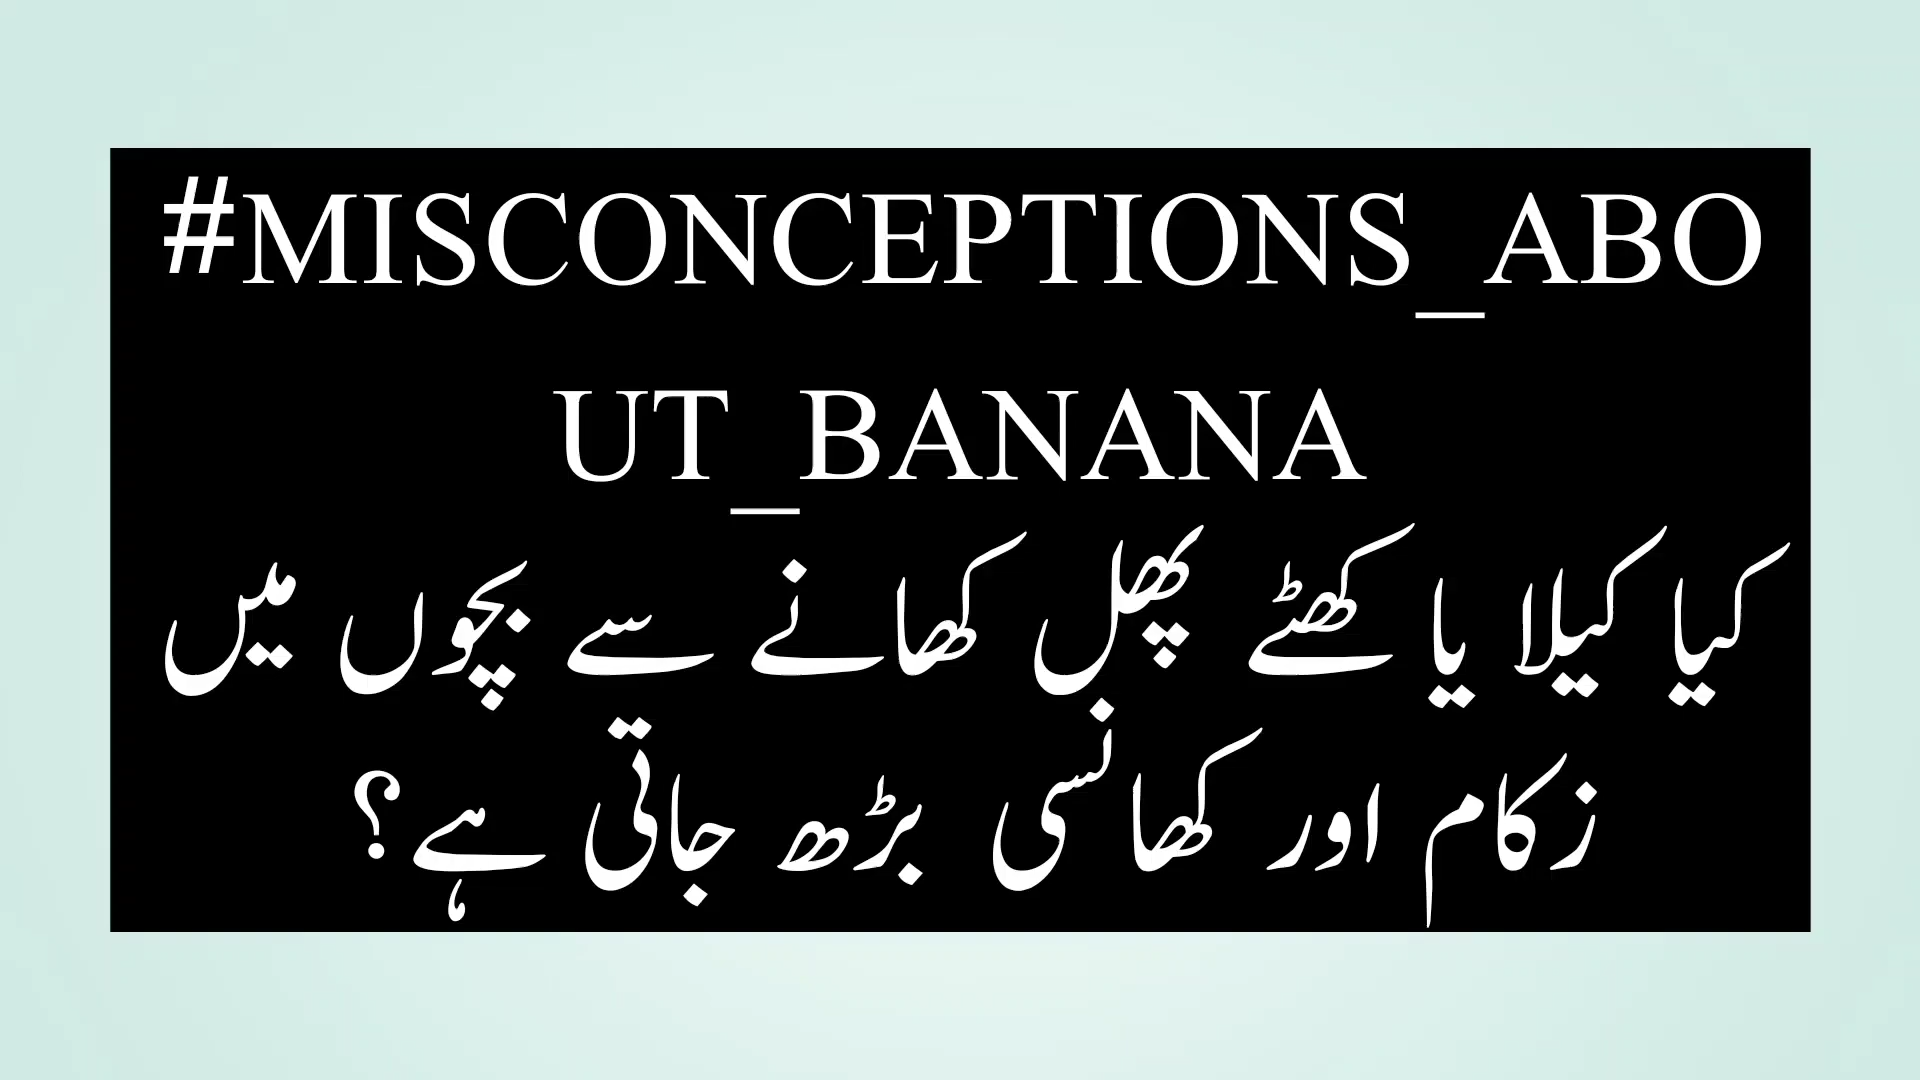 #MISCONCEPTIONS_ABO
UT_BANANA
کیا کیلا یا کھٹے پھل کھانے سے بچوں میں
زکام اور کھانسی بڑھ جاتی ہے؟